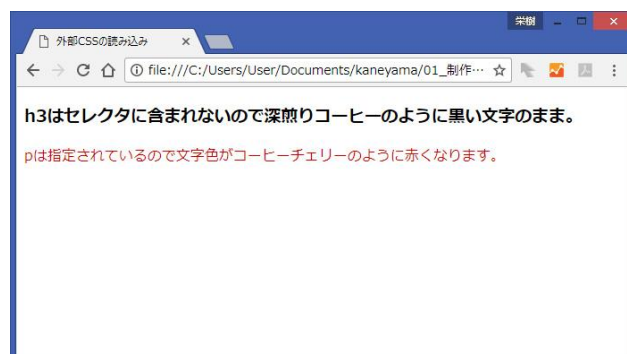 栄樹
外部CSSの読み込み
file:///C:/Users/User/Documents/kaneyama/01_制作…
h3はセレクタに含まれないので深煎りコーヒーのように黒い文字のまま。
pは指定されているので文字色がコーヒーチェリーのように赤くなります。